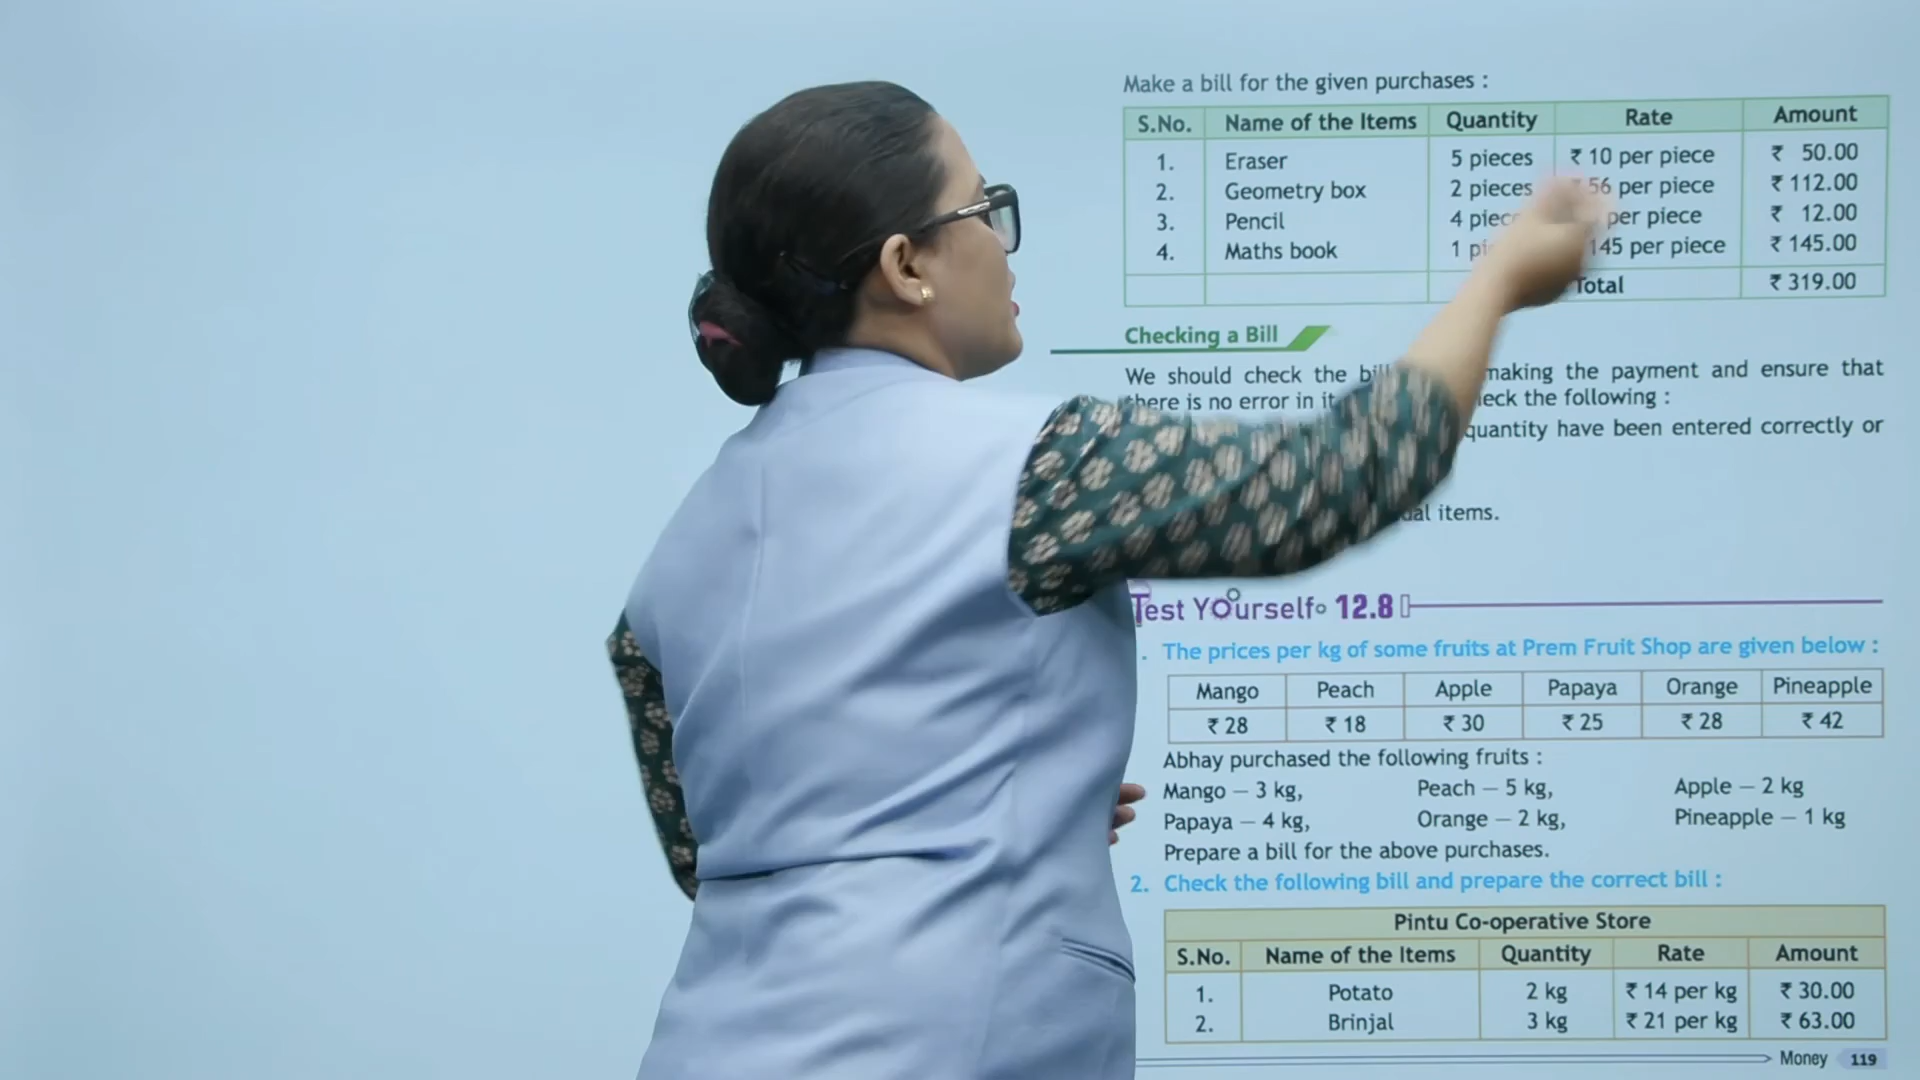 Make a bill for the given purchases :
S.No. Name of the Items Quantity Rate Amount
1. Eraser 5 pieces ₹ 10 per piece ₹ 50.00
2. Geometry box 2 pieces 56 per piece ₹ 112.00
3. Pencil 4 per piece ₹ 12.00
4. Maths book 1 145 per piece ₹ 145.00
Total ₹ 319.00
Checking a Bill
We should check the making the payment and ensure that
there is no error in it the following :
quantity have been entered correctly or
items.
Test Yourself 12.8
. The prices per kg of some fruits at Prem Fruit Shop are given below :
Mango Peach Apple Papaya Orange Pineapple
₹ 28 ₹ 18 ₹ 30 ₹ 25 ₹ 28 ₹ 42
Abhay purchased the following fruits :
Mango — 3 kg, Peach — 5 kg, Apple — 2 kg
Papaya — 4 kg, Orange — 2 kg, Pineapple — 1 kg
Prepare a bill for the above purchases.
2. Check the following bill and prepare the correct bill :
Pintu Co-operative Store
S.No. Name of the Items Quantity Rate Amount
1. Potato 2 kg ₹ 14 per kg ₹ 30.00
2. Brinjal 3 kg ₹ 21 per kg ₹ 63.00
Money 119